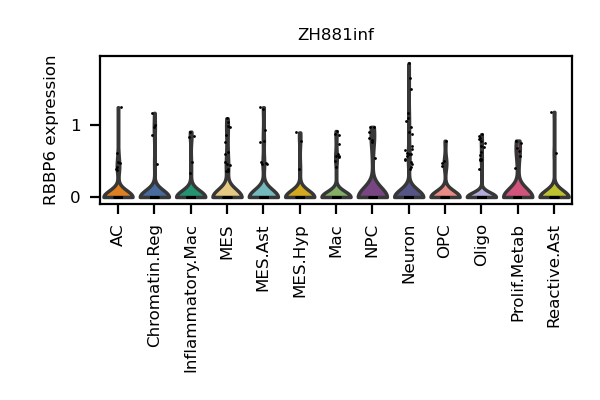 ZH881inf
RBBP6 expression
1
0
AC
Chromatin.Reg
Inflammatory.Mac
MES
MES.Ast
MES.Hyp
Mac
NPC
Neuron
OPC
Oligo
Prolif.Metab
Reactive.Ast